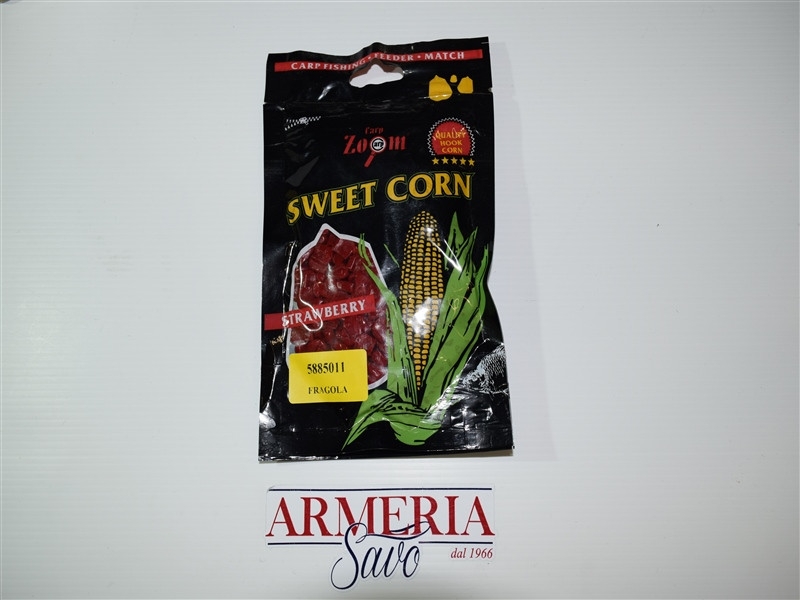 CARP FISHING • FEEDER • MATCH
Carp
Zoom
QUALITY
HOOK
CORN
SWEET CORN
STRAWBERRY
5885011
FRAGOLA
ARMERIA
Savo
dal 1966